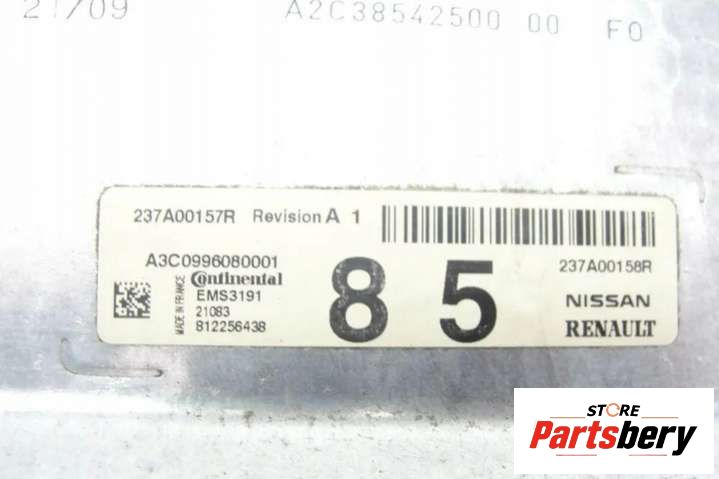 21/09 A2C38542500 00 F0
237A00157R Revision A 1
A3C0996080001
Continental
EMS3191
21083
812256438
MADE IN FRANCE
8 5
237A00158R
NISSAN
RENAULT
STORE
Partsbery